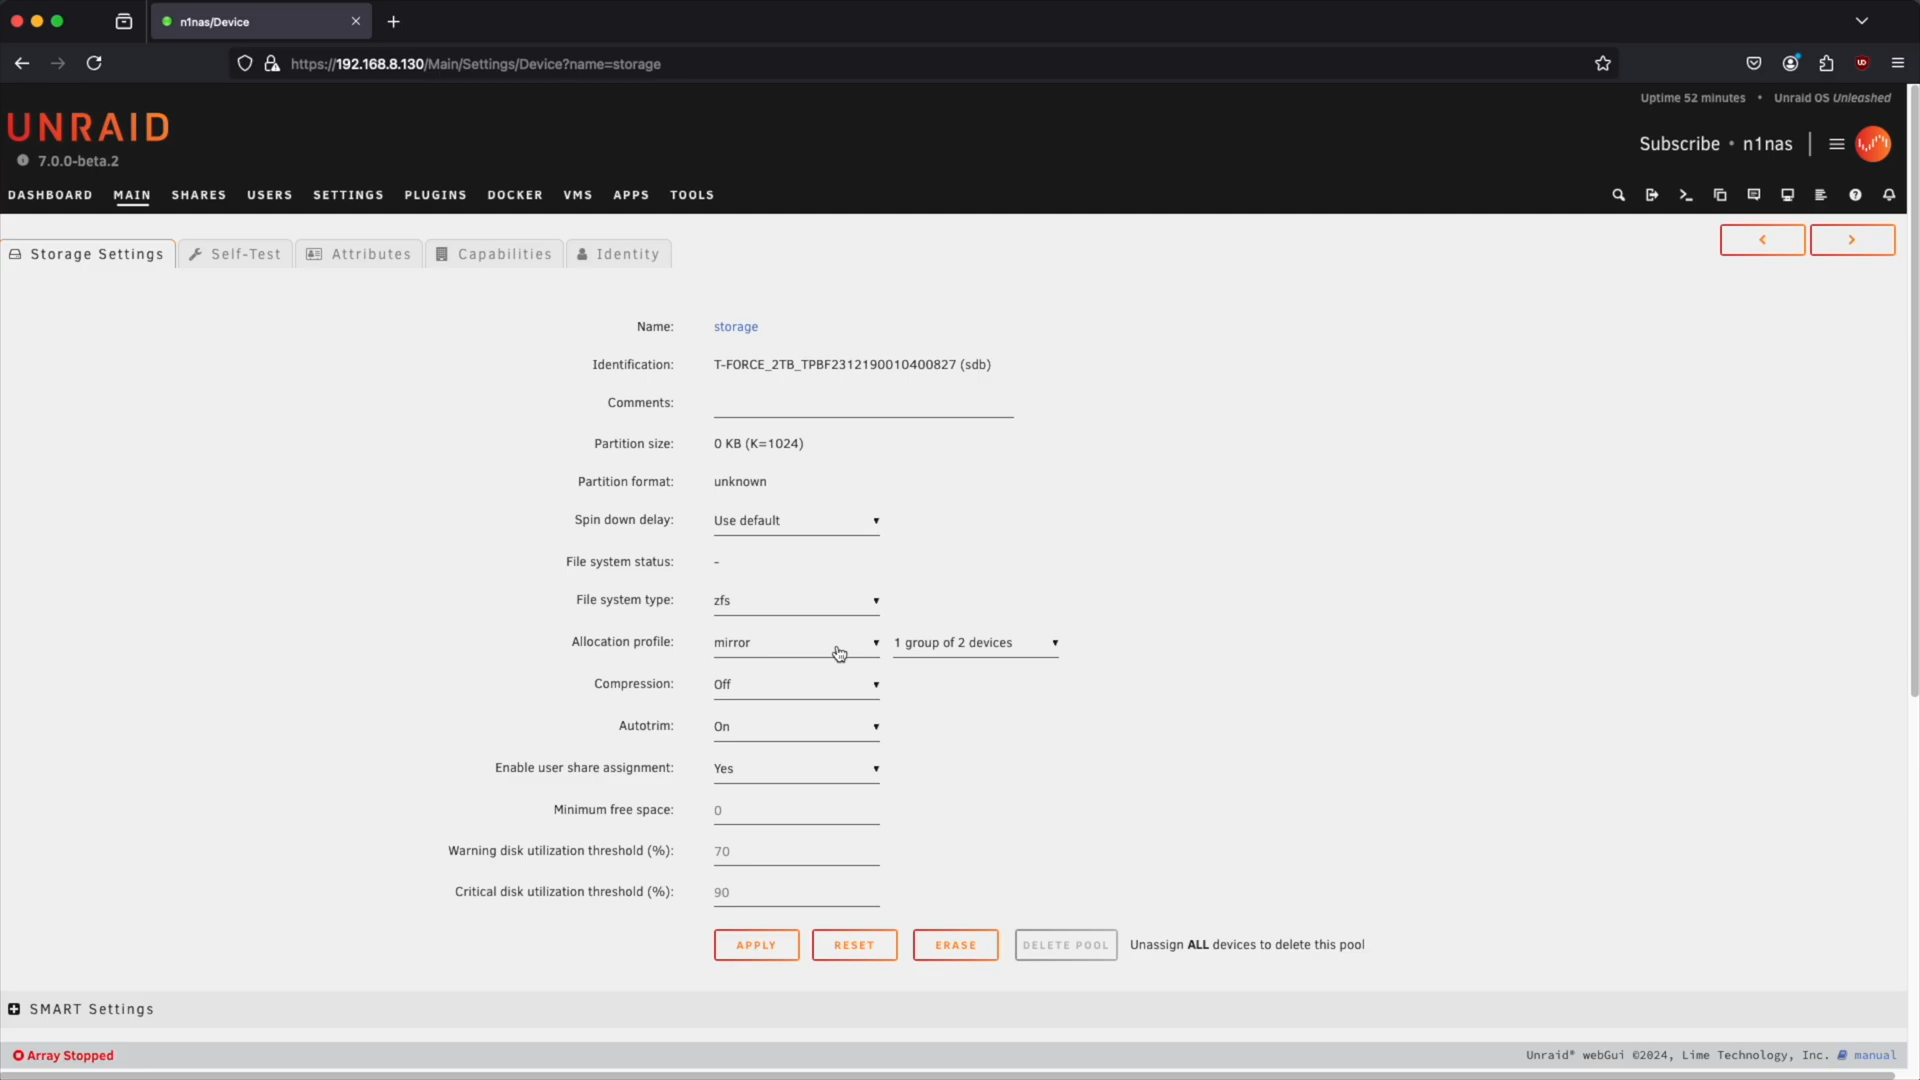 n1nas/Device
https://192.168.8.130/Main/Settings/Device?name=storage
Uptime 52 minutes • Unraid OS Unleashed
UNRAID
7.0.0-beta.2
Subscribe • n1nas
DASHBOARD MAIN SHARES USERS SETTINGS PLUGINS DOCKER VMS APPS TOOLS
Storage Settings Self-Test Attributes Capabilities Identity
Name: storage
Identification: T-FORCE_2TB_TPBF2312190010400827 (sdb)
Comments:
Partition size: 0 KB (K=1024)
Partition format: unknown
Spin down delay: Use default
File system status: -
File system type: zfs
Allocation profile: mirror 1 group of 2 devices
Compression: Off
Autotrim: On
Enable user share assignment: Yes
Minimum free space: 0
Warning disk utilization threshold (%): 70
Critical disk utilization threshold (%): 90
APPLY RESET ERASE DELETE POOL Unassign ALL devices to delete this pool
SMART Settings
Array Stopped
Unraid® webGui ©2024, Lime Technology, Inc. manual